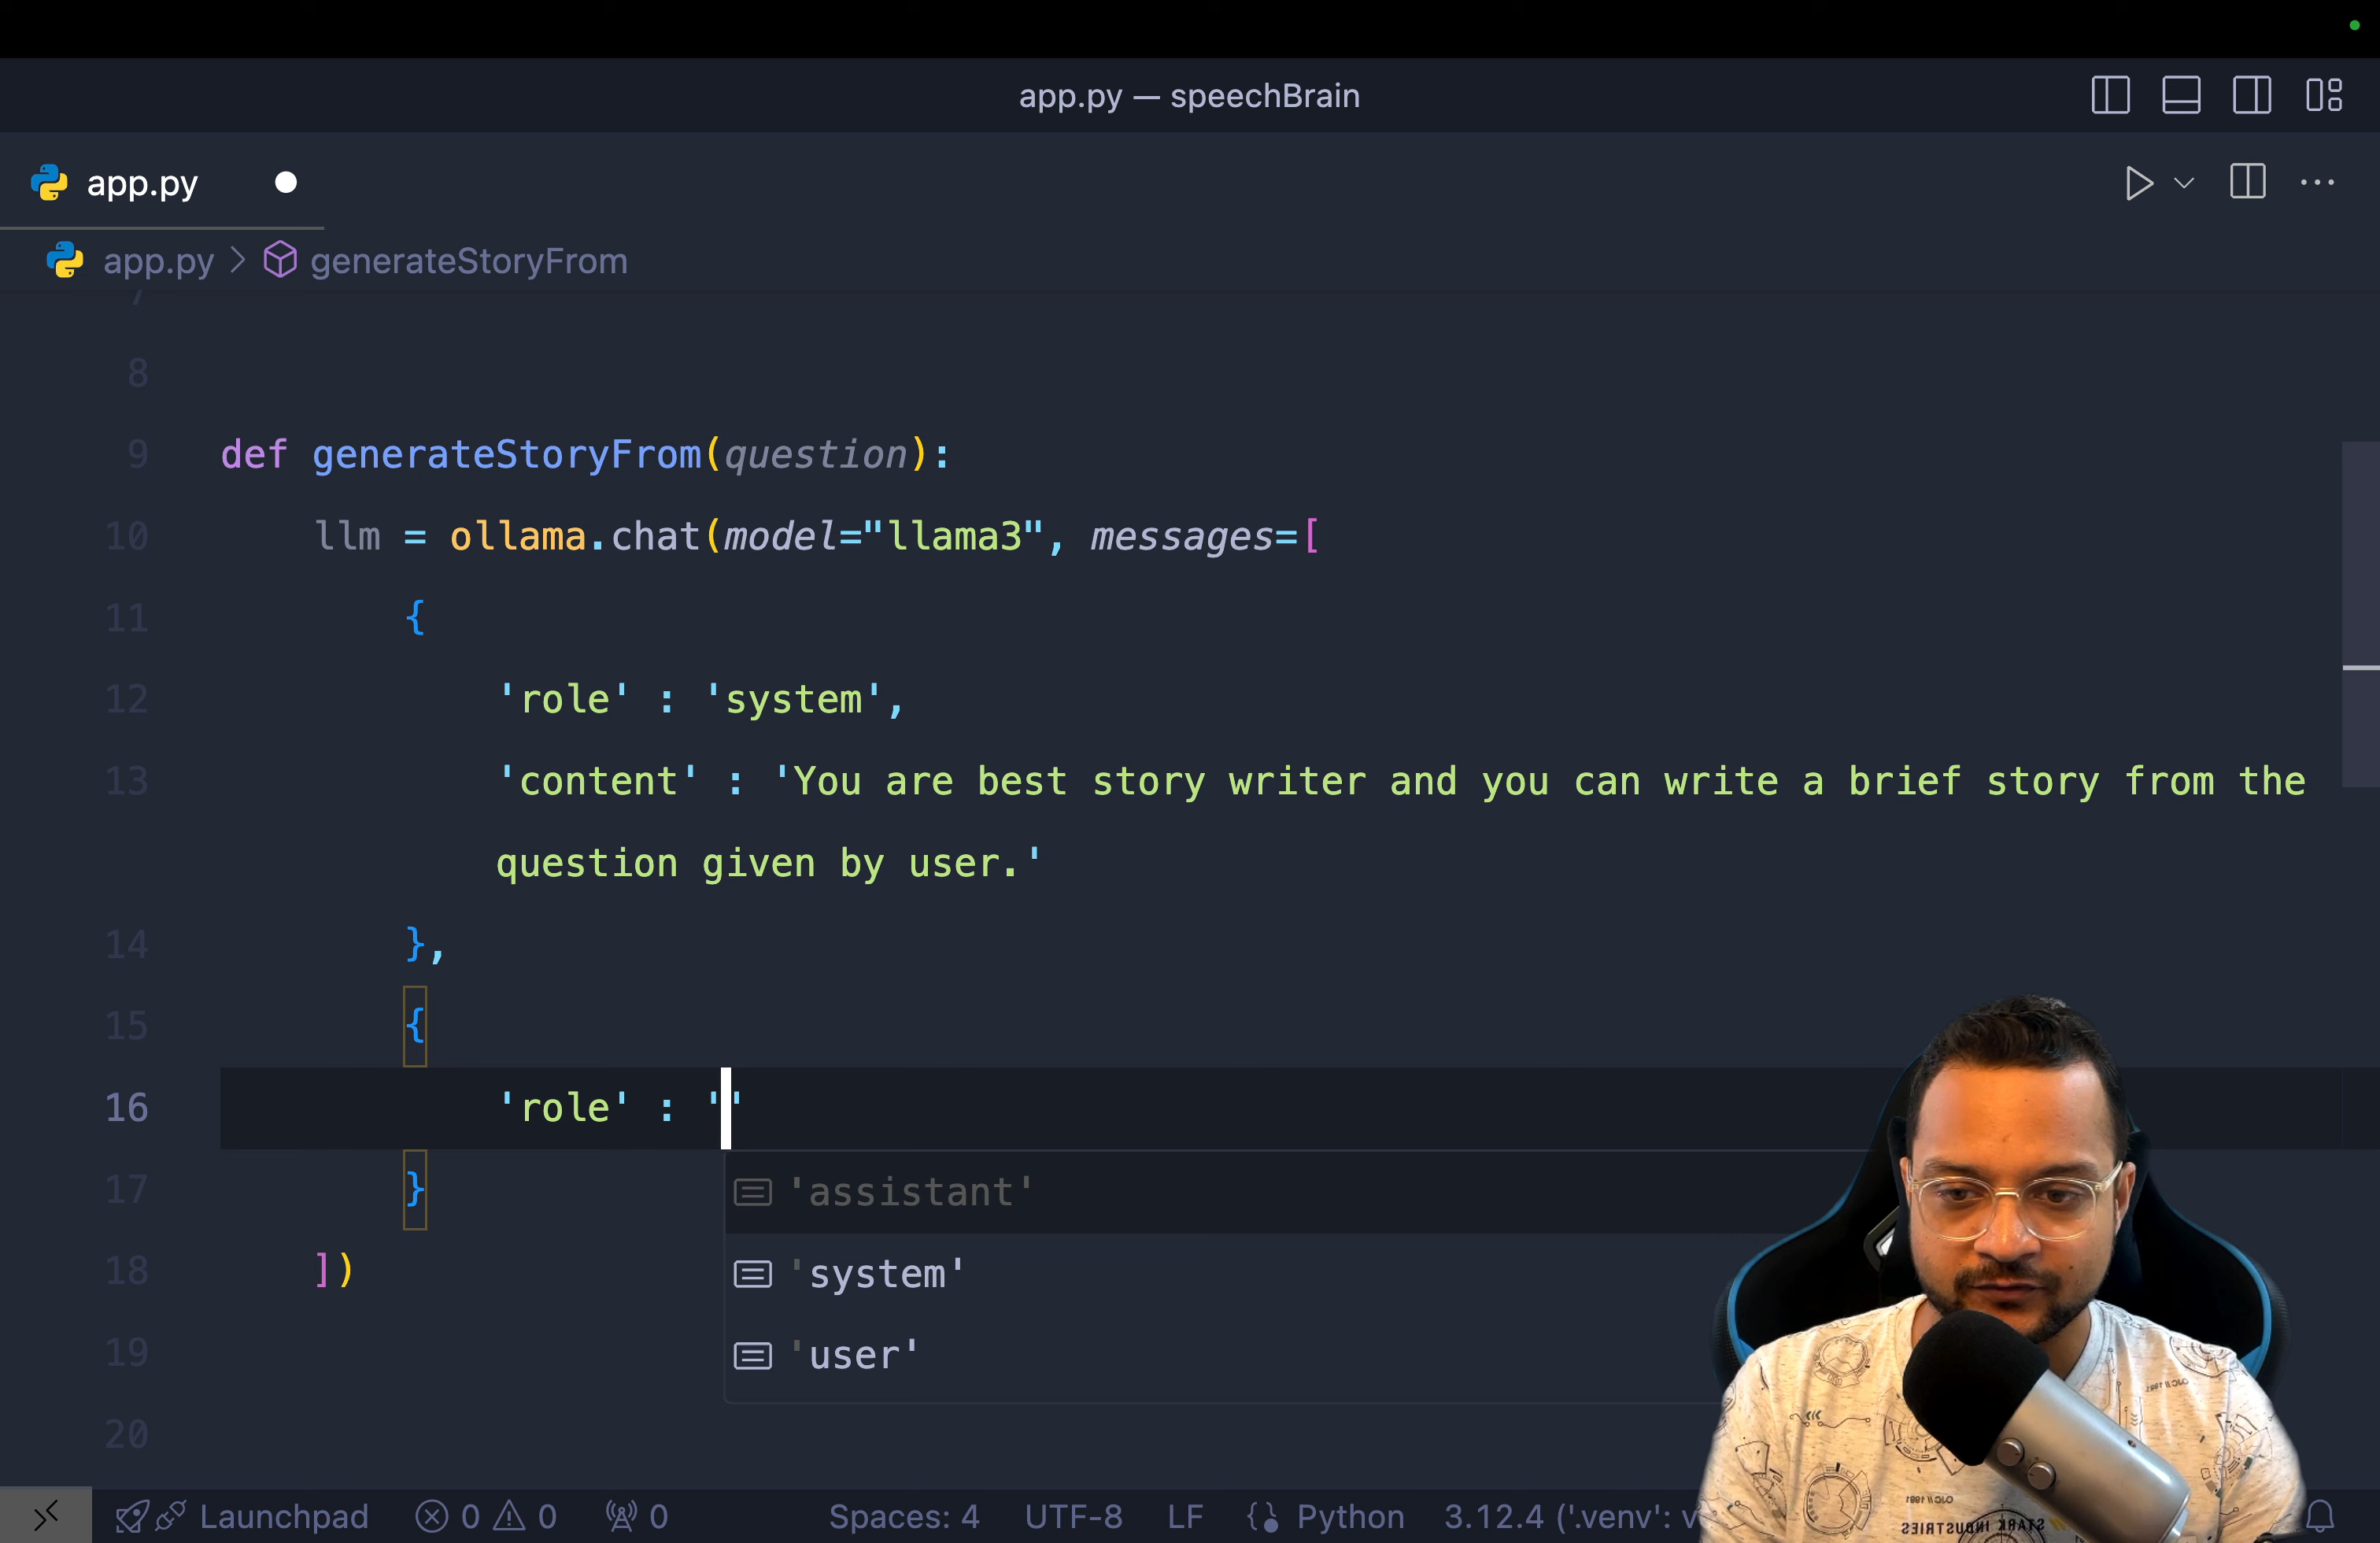 app.py — speechBrain
app.py
app.py > generateStoryFrom
7
8
9 def generateStoryFrom(question):
10 llm = ollama.chat(model="llama3", messages=[
11 {
12 'role' : 'system',
13 'content' : 'You are best story writer and you can write a brief story from the
question given by user.'
14 },
15 {
16 'role' : ''
17 }
18 ])
19
20
'assistant'
'system'
'user'
Launchpad 0 0 0 Spaces: 4 UTF-8 LF Python 3.12.4 ('.venv': v
STARK INDUSTRIES